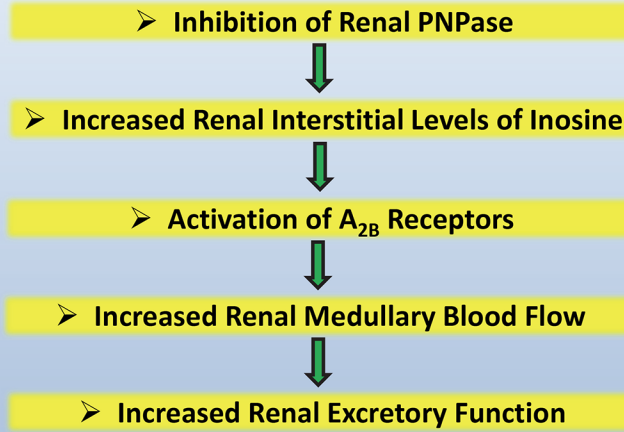 ➢ Inhibition of Renal PNPase
➢ Increased Renal Interstitial Levels of Inosine
➢ Activation of A₂B Receptors
➢ Increased Renal Medullary Blood Flow
➢ Increased Renal Excretory Function